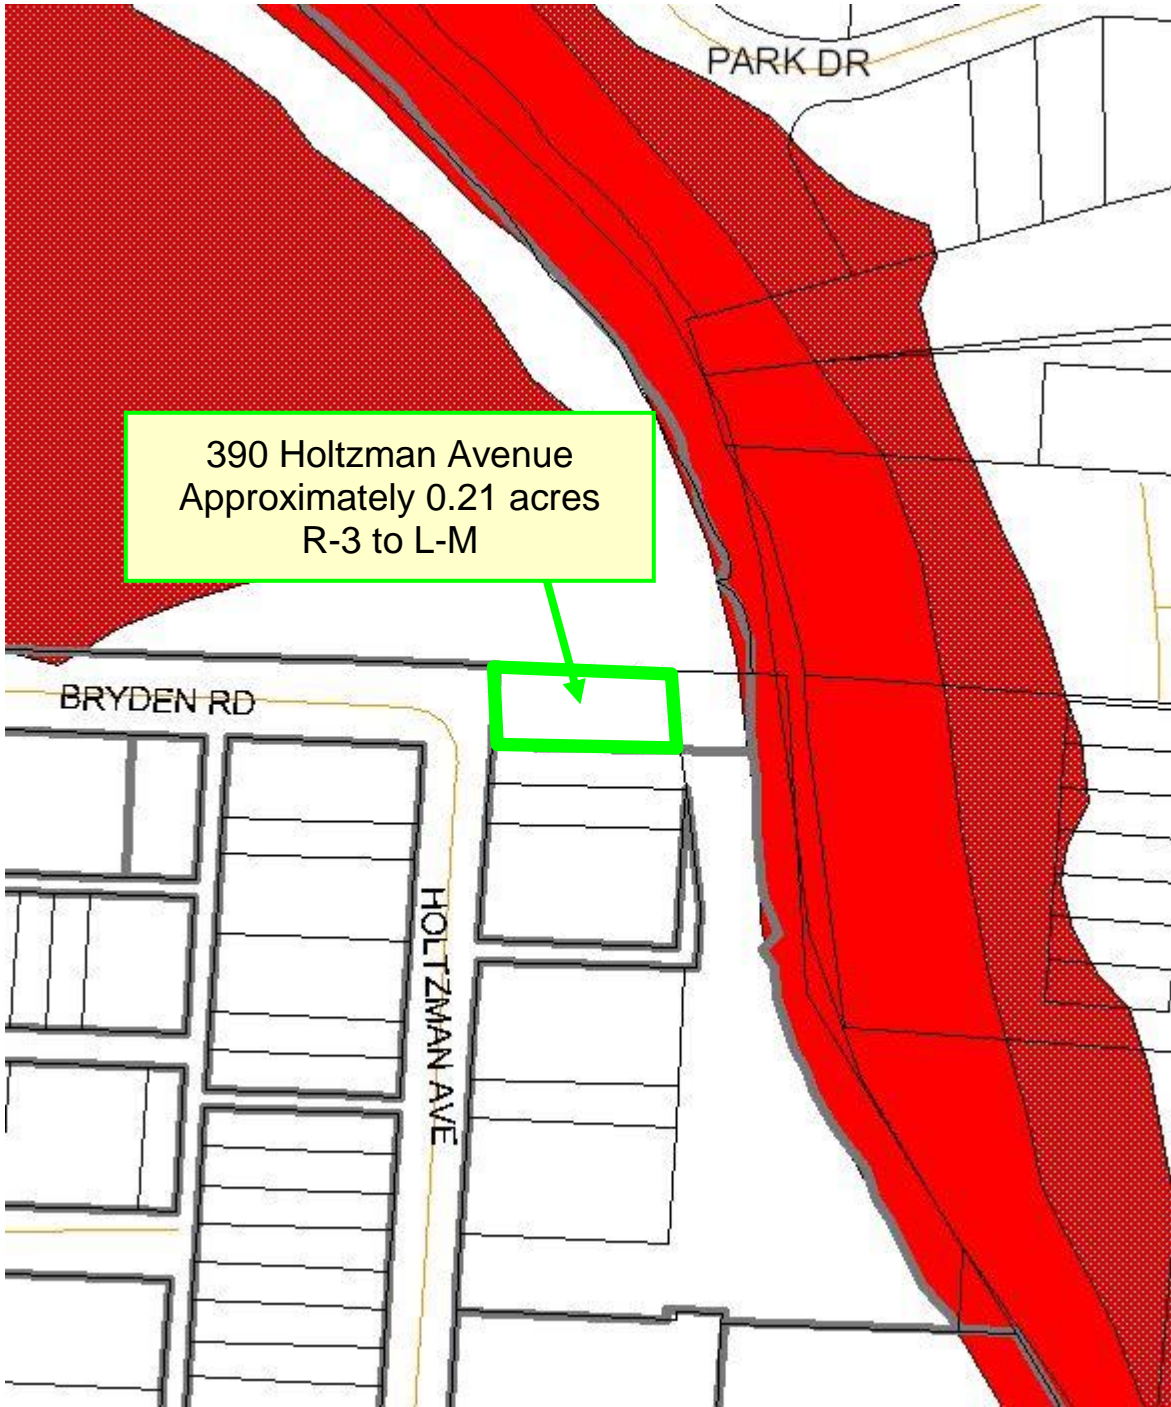 PARK DR
390 Holtzman Avenue
Approximately 0.21 acres
R-3 to L-M
BRYDEN RD
HOLTZMAN AVE